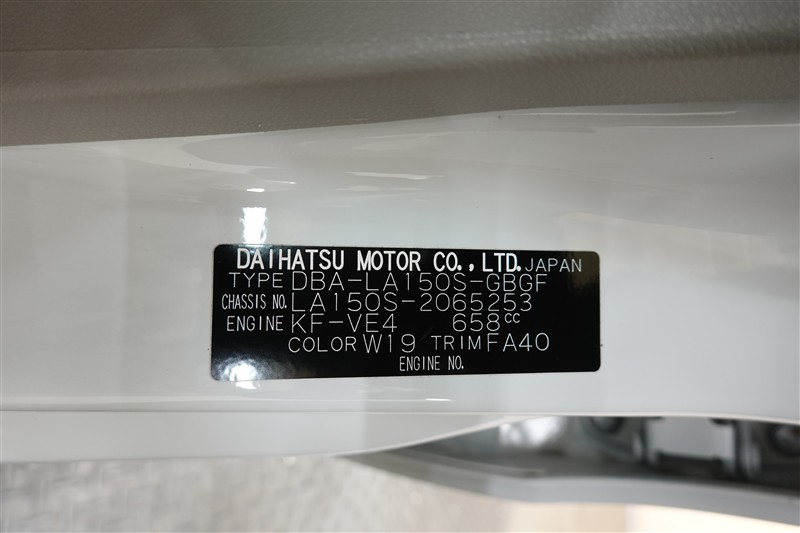 DAIHATSU MOTOR CO.,LTD. JAPAN
TYPE DBA-LA150S-GBGF
CHASSIS NO. LA150S-2065253
ENGINE KF-VE4 658cc
COLOR W19 TRIM FA40
ENGINE NO.